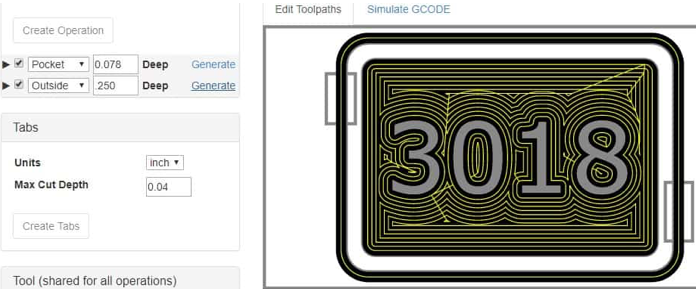 Edit Toolpaths Simulate GCODE
Create Operation
Pocket 0.078 Deep Generate
Outside .250 Deep Generate
Tabs
Units inch
Max Cut Depth 0.04
Create Tabs
Tool (shared for all operations)
3018